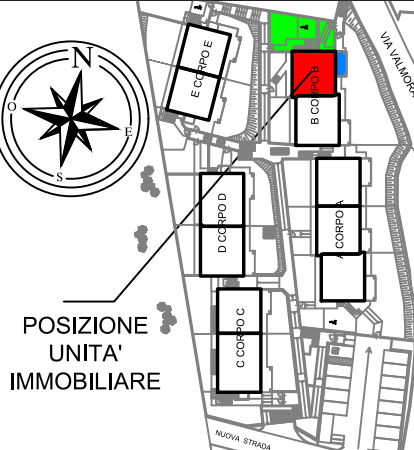 N
O
E
S
E CORPO E
B CORPO B
VIA VALMORA
D CORPO D
A CORPO A
C CORPO C
POSIZIONE
UNITA'
IMMOBILIARE
NUOVA STRADA